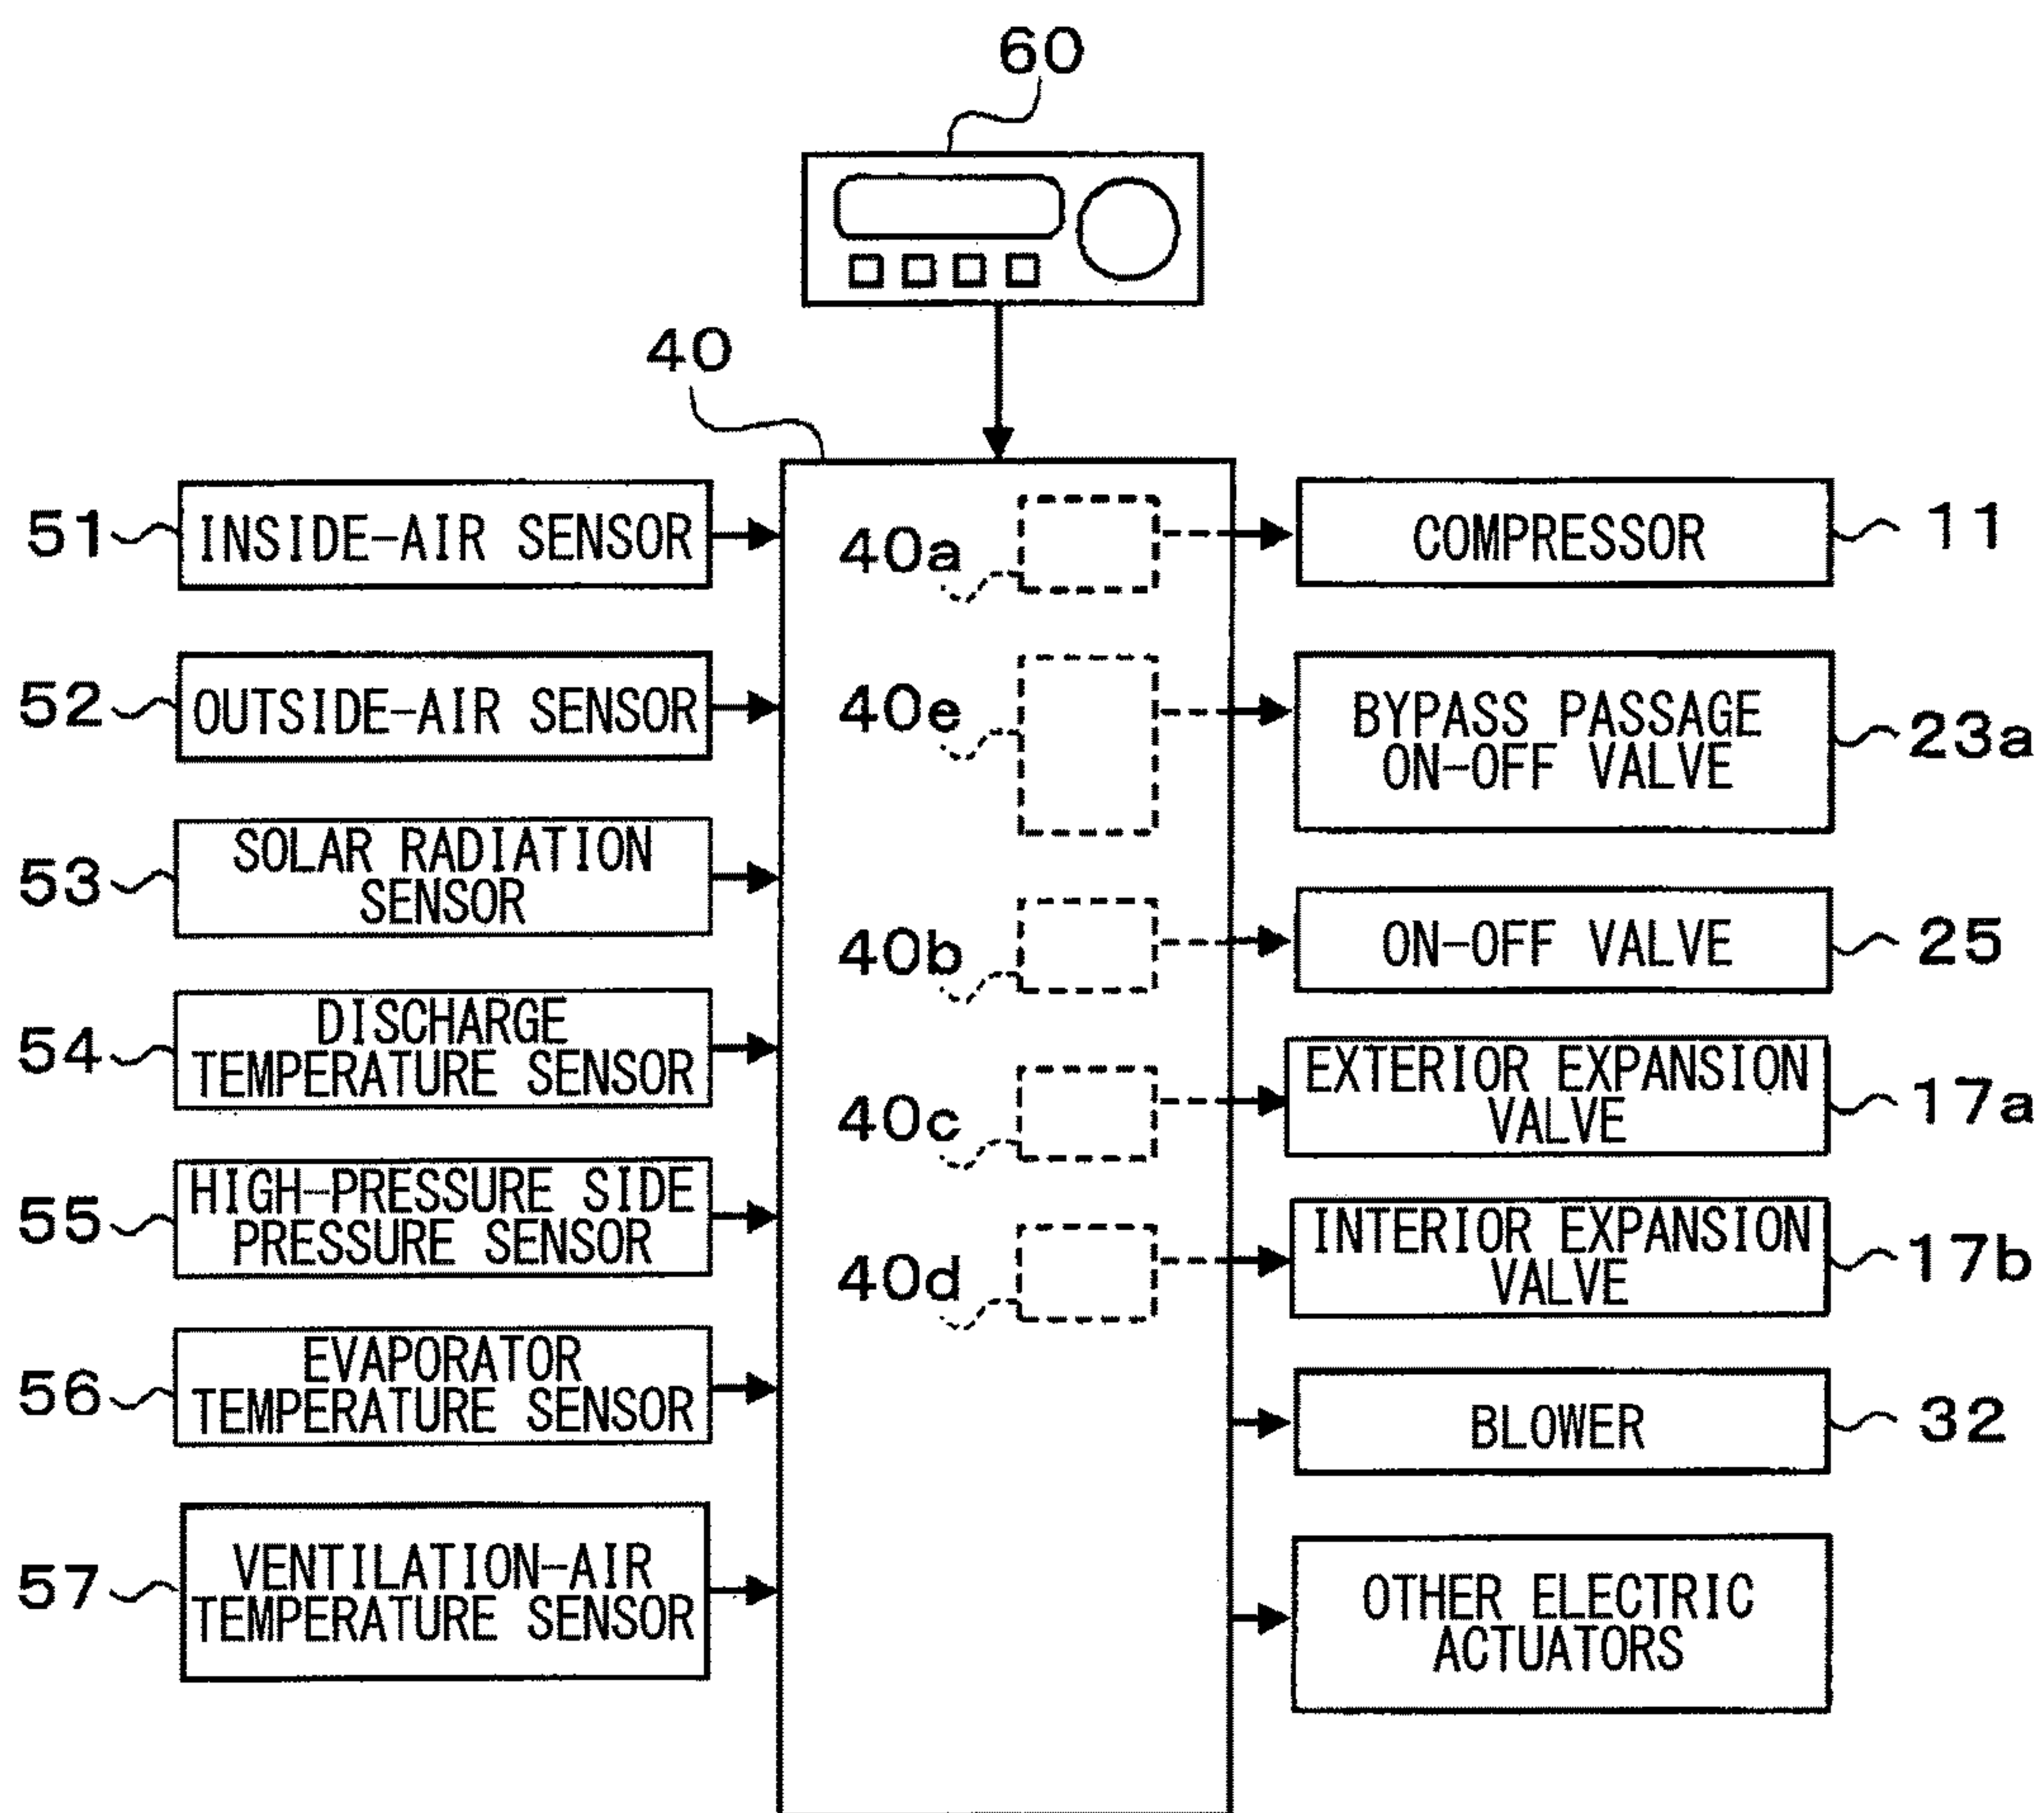 60
40
51
INSIDE-AIR SENSOR
52
OUTSIDE-AIR SENSOR
53
SOLAR RADIATION
SENSOR
54
DISCHARGE
TEMPERATURE SENSOR
55
HIGH-PRESSURE SIDE
PRESSURE SENSOR
56
EVAPORATOR
TEMPERATURE SENSOR
57
VENTILATION-AIR
TEMPERATURE SENSOR
40a
40e
40b
40c
40d
COMPRESSOR
11
BYPASS PASSAGE
ON-OFF VALVE
23a
ON-OFF VALVE
25
EXTERIOR EXPANSION
VALVE
17a
INTERIOR EXPANSION
VALVE
17b
BLOWER
32
OTHER ELECTRIC
ACTUATORS